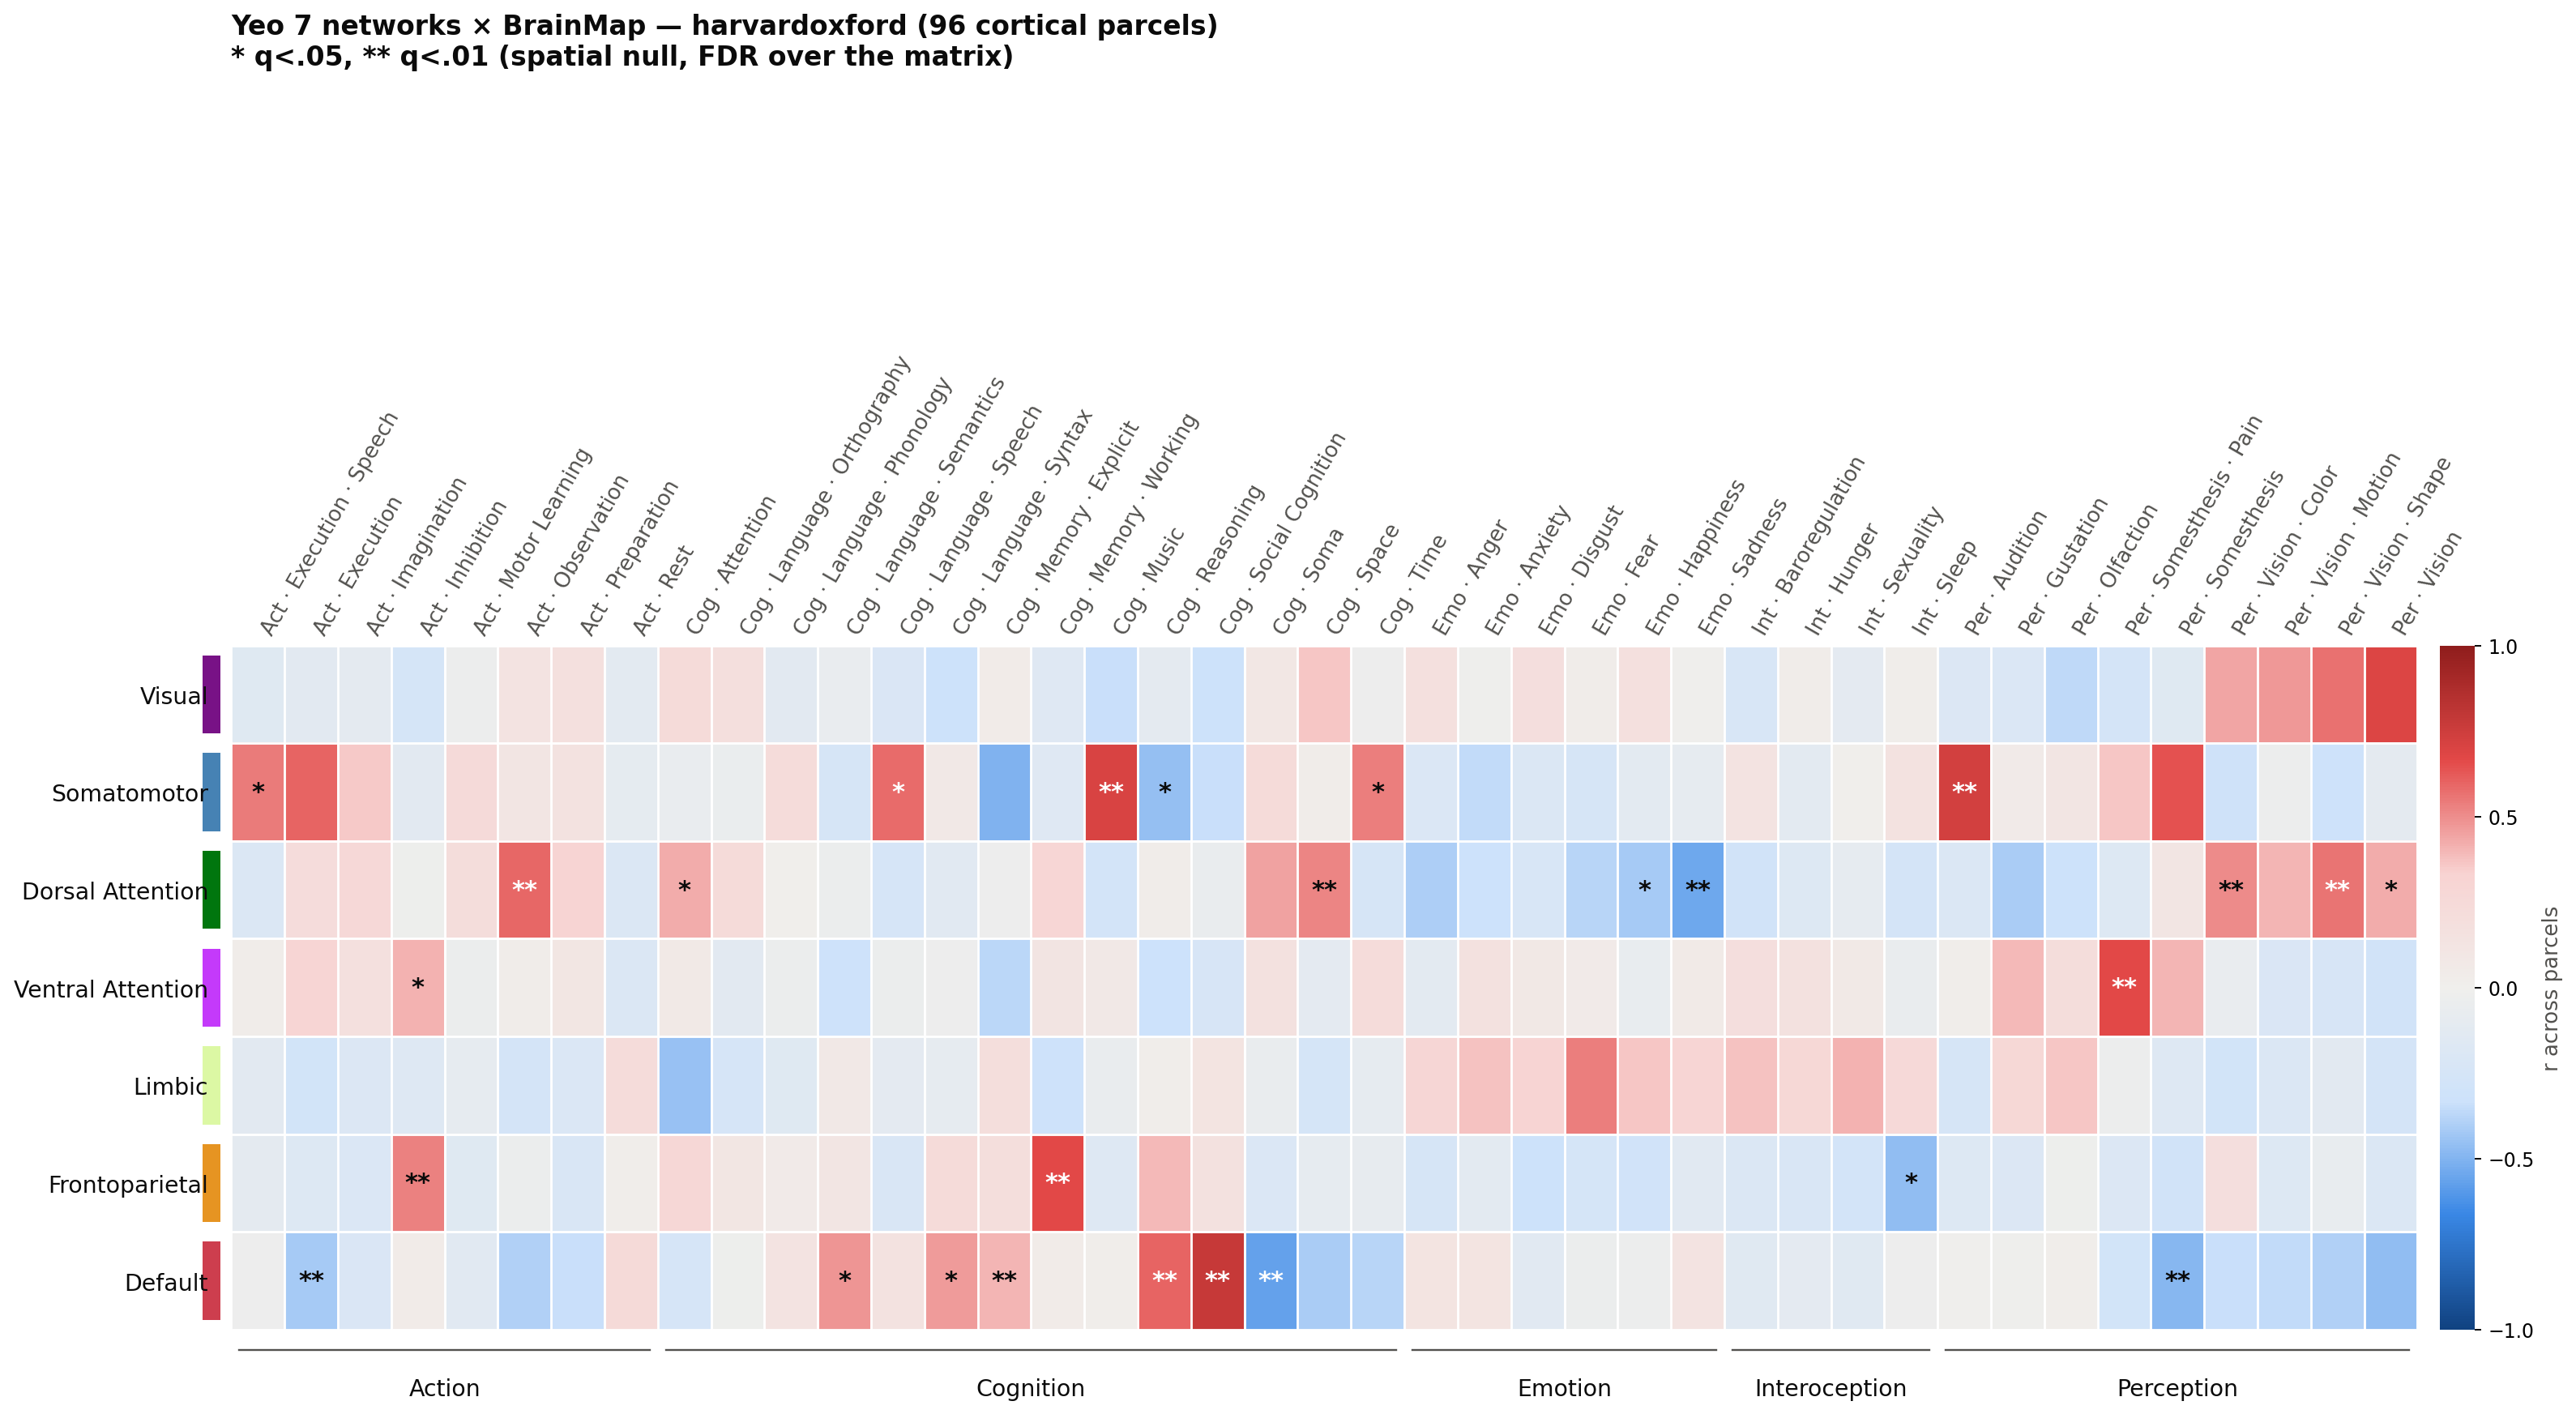 Yeo 7 networks × BrainMap — harvardoxford (96 cortical parcels)
* q<.05, ** q<.01 (spatial null, FDR over the matrix)
Act · Execution · Speech
Act · Execution
Act · Imagination
Act · Inhibition
Act · Motor Learning
Act · Observation
Act · Preparation
Act · Rest
Cog · Attention
Cog · Language · Orthography
Cog · Language · Phonology
Cog · Language · Semantics
Cog · Language · Speech
Cog · Language · Syntax
Cog · Memory · Explicit
Cog · Memory · Working
Cog · Music
Cog · Reasoning
Cog · Social Cognition
Cog · Soma
Cog · Space
Cog · Time
Emo · Anger
Emo · Anxiety
Emo · Disgust
Emo · Fear
Emo · Happiness
Emo · Sadness
Int · Baroregulation
Int · Hunger
Int · Sexuality
Int · Sleep
Per · Audition
Per · Gustation
Per · Olfaction
Per · Somesthesis · Pain
Per · Somesthesis
Per · Vision · Color
Per · Vision · Motion
Per · Vision · Shape
Per · Vision
Visual
Somatomotor
* * ** * * **
Dorsal Attention
** * ** * ** ** ** *
Ventral Attention
* **
Limbic
Frontoparietal
** ** *
Default
** * * ** ** ** ** **
1.0
0.5
0.0
−0.5
−1.0
r across parcels
Action
Cognition
Emotion
Interoception
Perception